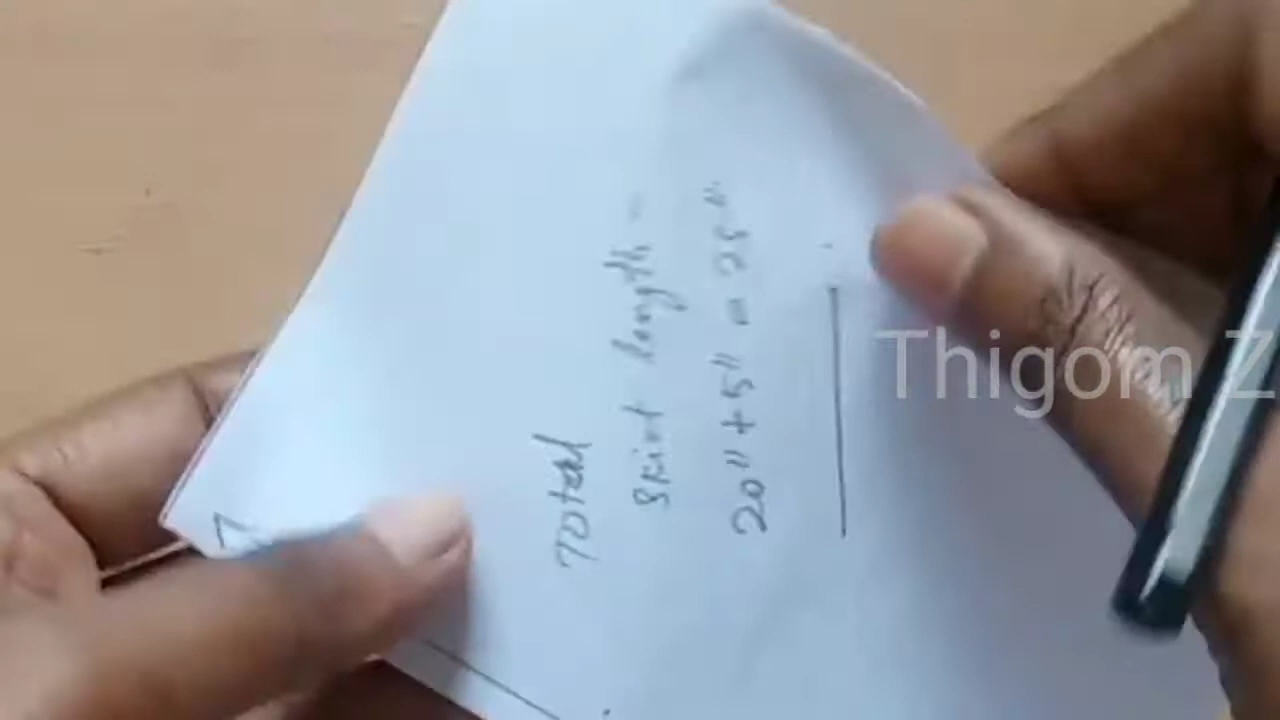 Total
Skirt length =
20" + 5" = 25"
Thigom Z